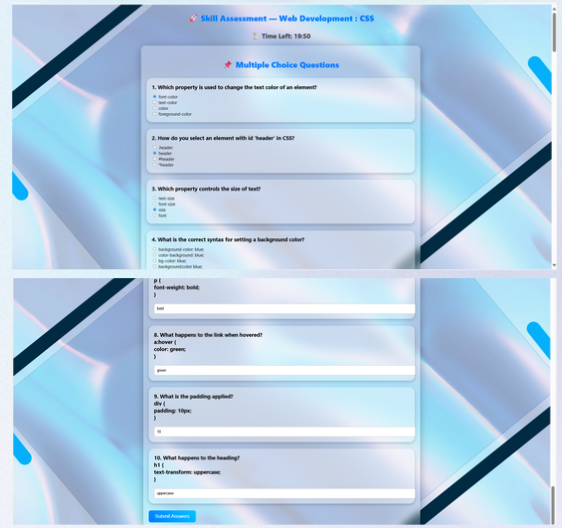 🚀 Skill Assessment — Web Development : CSS
⏳ Time Left: 19:50
📌 Multiple Choice Questions
1. Which property is used to change the text color of an element?
font-color
text-color
color
foreground-color
2. How do you select an element with id 'header' in CSS?
.header
header
#header
*header
3. Which property controls the size of text?
text-size
font-size
size
font
4. What is the correct syntax for setting a background color?
background-color: blue;
color-background: blue;
bg-color: blue;
background:color blue;
p {
font-weight: bold;
}
bold
8. What happens to the link when hovered?
a:hover {
color: green;
}
green
9. What is the padding applied?
div {
padding: 10px;
}
10
10. What happens to the heading?
h1 {
text-transform: uppercase;
}
uppercase
Submit Answers